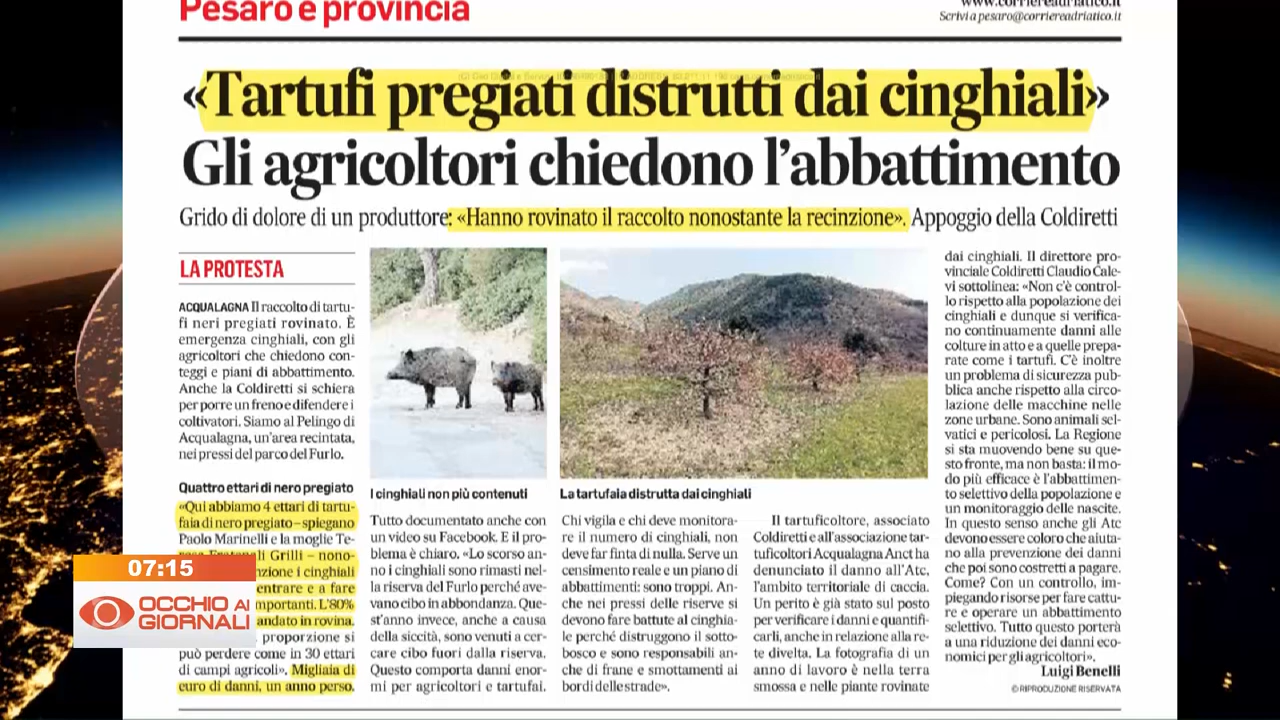 Pesaro e provincia
www.corriereadriatico.it
Scrivi a pesaro@corriereadriatico.it
«Tartufi pregiati distrutti dai cinghiali»
Gli agricoltori chiedono l'abbattimento
Grido di dolore di un produttore: «Hanno rovinato il raccolto nonostante la recinzione». Appoggio della Coldiretti
LA PROTESTA
ACQUALAGNA Il raccolto di tartu-
fi neri pregiati rovinato. È
emergenza cinghiali, con gli
agricoltori che chiedono con-
teggi e piani di abbattimento.
Anche la Coldiretti si schiera
per porre un freno e difendere i
coltivatori. Siamo al Pelingo di
Acqualagna, un'area recintata,
nei pressi del parco del Furlo.
Quattro ettari di nero pregiato
«Qui abbiamo 4 ettari di tartu-
faia di nero pregiato – spiegano
Paolo Marinelli e la moglie Te-
Grilli – nono-
i cinghiali
entrare e a fare
mportanti. L'80%
andato in rovina.
proporzione si
può perdere come in 30 ettari
di campi agricoli». Migliaia di
euro di danni, un anno perso.
I cinghiali non più contenuti
Tutto documentato anche con
un video su Facebook. E il pro-
blema è chiaro. «Lo scorso an-
no i cinghiali sono rimasti nel-
la riserva del Furlo perché ave-
vano cibo in abbondanza. Que-
st'anno invece, anche a causa
della siccità, sono venuti a cer-
care cibo fuori dalla riserva.
Questo comporta danni enor-
mi per agricoltori e tartufai.
La tartufaia distrutta dai cinghiali
Chi vigila e chi deve monitora-
re il numero di cinghiali, non
deve far finta di nulla. Serve un
censimento reale e un piano di
abbattimenti: sono troppi. An-
che nei pressi delle riserve si
devono fare battute al cinghia-
le perché distruggono il sotto-
bosco e sono responsabili an-
che di frane e smottamenti ai
bordi delle strade».
Il tartuficoltore, associato
Coldiretti e all'associazione tar-
tuficoltori Acqualagna Anct ha
denunciato il danno all'Atc,
l'ambito territoriale di caccia.
Un perito è già stato sul posto
per verificare i danni e quantifi-
carli, anche in relazione alla re-
te divelta. La fotografia di un
anno di lavoro è nella terra
smossa e nelle piante rovinate
dai cinghiali. Il direttore pro-
vinciale Coldiretti Claudio Cale-
vi sottolinea: «Non c'è control-
lo rispetto alla popolazione dei
cinghiali e dunque si verifica-
no continuamente danni alle
colture in atto e a quelle prepa-
rate come i tartufi. C'è inoltre
un problema di sicurezza pub-
blica anche rispetto alla circo-
lazione delle macchine nelle
zone urbane. Sono animali sel-
vatici e pericolosi. La Regione
si sta muovendo bene su que-
sto fronte, ma non basta: il mo-
do più efficace è l'abbattimen-
to selettivo della popolazione e
un monitoraggio delle nascite.
In questo senso anche gli Atc
devono essere coloro che aiuta-
no alla prevenzione dei danni
che poi sono costretti a pagare.
Come? Con un controllo, im-
piegando risorse per fare cattu-
re e operare un abbattimento
selettivo. Tutto questo porterà
a una riduzione dei danni eco-
nomici per gli agricoltori».
Luigi Benelli
© RIPRODUZIONE RISERVATA
07:15
OCCHIO AI
GIORNALI